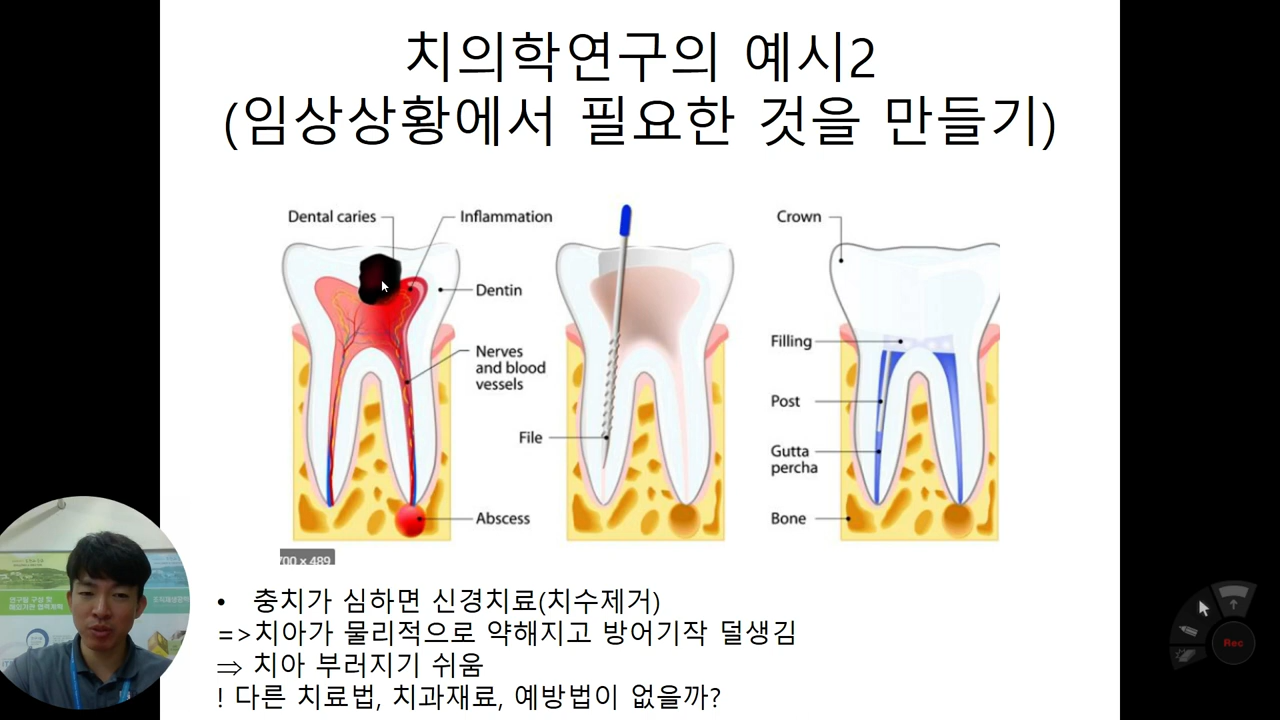 치의학연구의 예시2
(임상상황에서 필요한 것을 만들기)
Dental caries
Inflammation
Dentin
Nerves
and blood
vessels
File
Abscess
Crown
Filling
Post
Gutta
percha
Bone
700 x 489
• 충치가 심하면 신경치료(치수제거)
=>치아가 물리적으로 약해지고 방어기작 덜생김
⇒ 치아 부러지기 쉬움
! 다른 치료법, 치과재료, 예방법이 없을까?
Rec